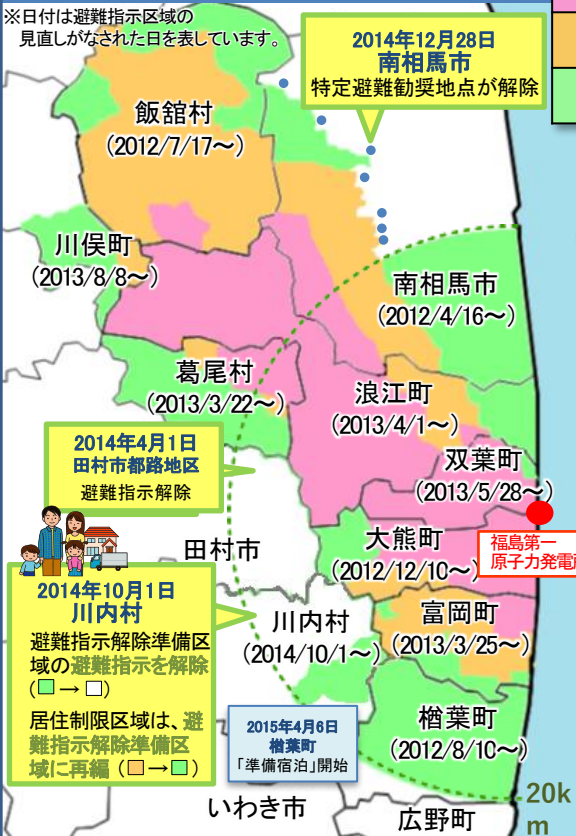 ※日付は避難指示区域の
見直しがなされた日を表しています。
2014年12月28日
南相馬市
特定避難勧奨地点が解除
飯舘村
(2012/7/17～)
川俣町
(2013/8/8～)
南相馬市
(2012/4/16～)
葛尾村
(2013/3/22～)
浪江町
(2013/4/1～)
2014年4月1日
田村市都路地区
避難指示解除
双葉町
(2013/5/28～)
田村市
大熊町
(2012/12/10～)
福島第一
原子力発電所
2014年10月1日
川内村
避難指示解除準備区
域の避難指示を解除
(□→□)
居住制限区域は、避
難指示解除準備区
域に再編 (□→□)
川内村
(2014/10/1～)
富岡町
(2013/3/25～)
2015年4月6日
楢葉町
「準備宿泊」開始
楢葉町
(2012/8/10～)
いわき市
広野町
20k
m